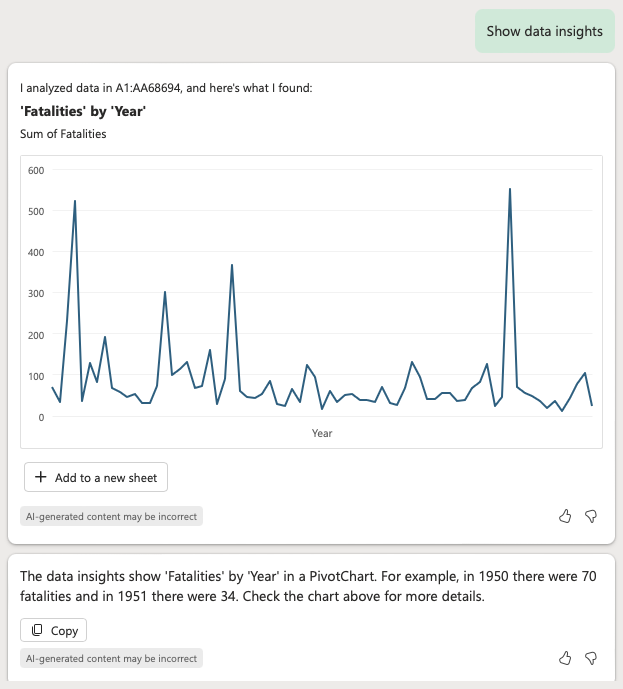 Show data insights
I analyzed data in A1:AA68694, and here's what I found:
'Fatalities' by 'Year'
Sum of Fatalities
600
500
400
300
200
100
0
Year
+ Add to a new sheet
AI-generated content may be incorrect
The data insights show 'Fatalities' by 'Year' in a PivotChart. For example, in 1950 there were 70
fatalities and in 1951 there were 34. Check the chart above for more details.
Copy
AI-generated content may be incorrect